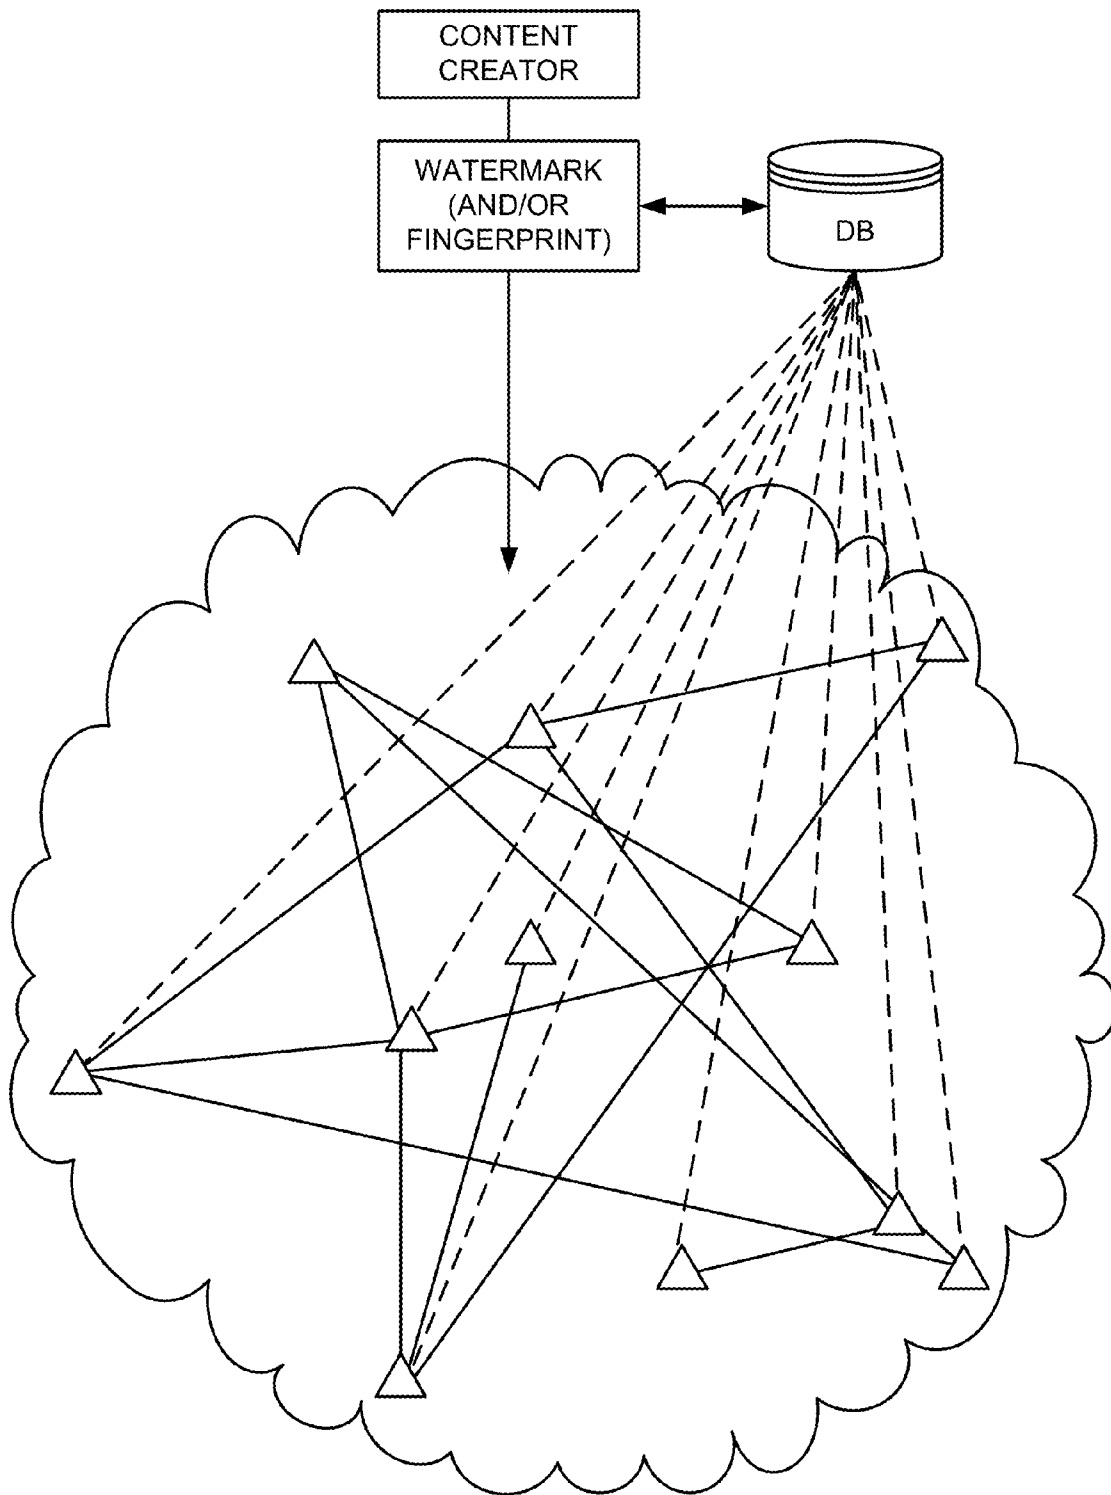 CONTENT
CREATOR
WATERMARK
(AND/OR
FINGERPRINT)
DB